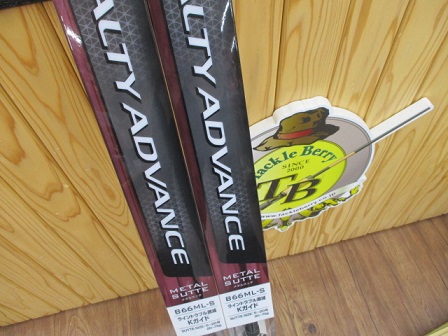 ALTY ADVANCE
METAL
SUTTE
B66ML-S
ライントラブル軽減
Kガイド
ALTY ADVANCE
METAL
SUTTE
B66ML-S
ライントラブル軽減
Kガイド
Tackle Berry
SINCE
2000
TB